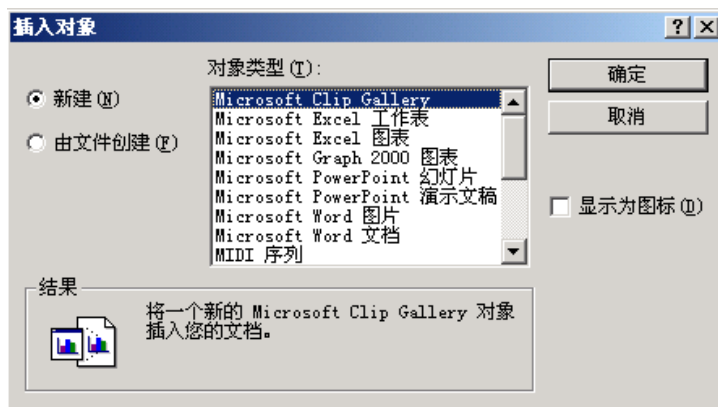 插入对象
对象类型(T):
新建(N)
由文件创建(F)
Microsoft Clip Gallery
Microsoft Excel 工作表
Microsoft Excel 图表
Microsoft Graph 2000 图表
Microsoft PowerPoint 幻灯片
Microsoft PowerPoint 演示文稿
Microsoft Word 图片
Microsoft Word 文档
MIDI 序列
确定
取消
显示为图标(D)
结果
将一个新的 Microsoft Clip Gallery 对象
插入您的文档。